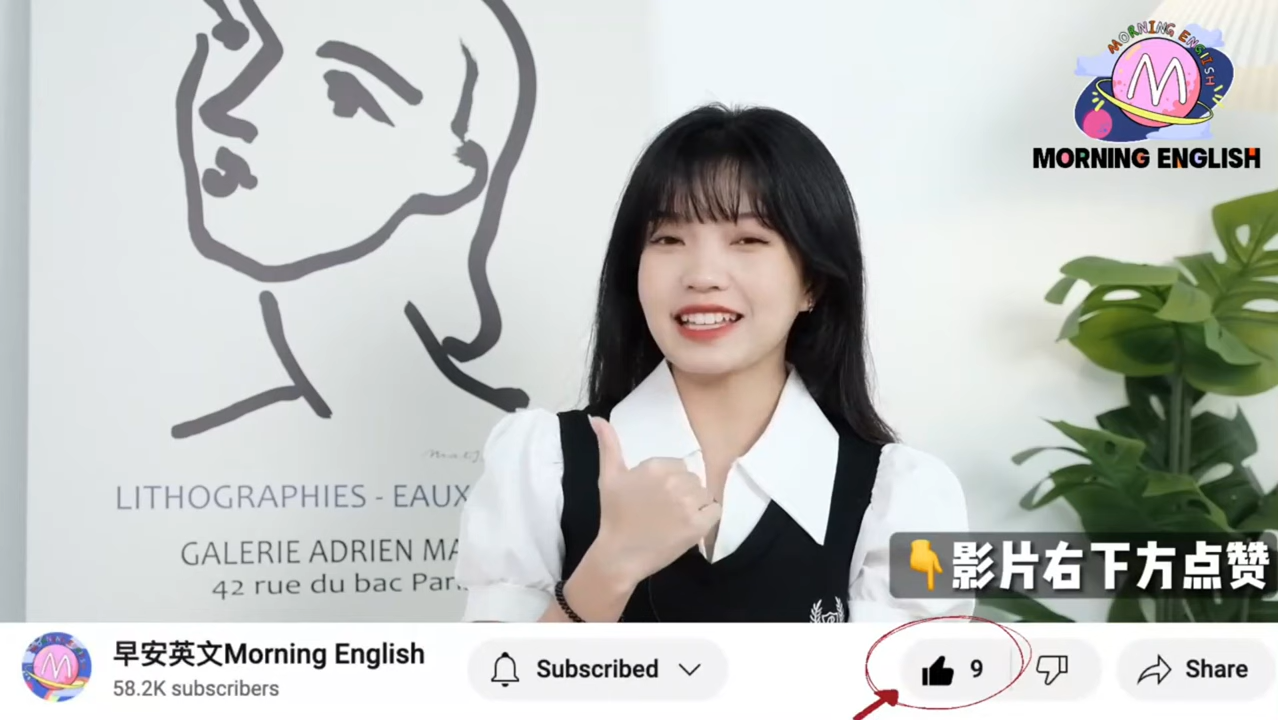 MORNING ENGLISH
M
MORNING ENGLISH
LITHOGRAPHIES - EAUX
GALERIE ADRIEN MA
42 rue du bac Paris
👇影片右下方点赞
M
早安英文Morning English
58.2K subscribers
Subscribed
9
Share